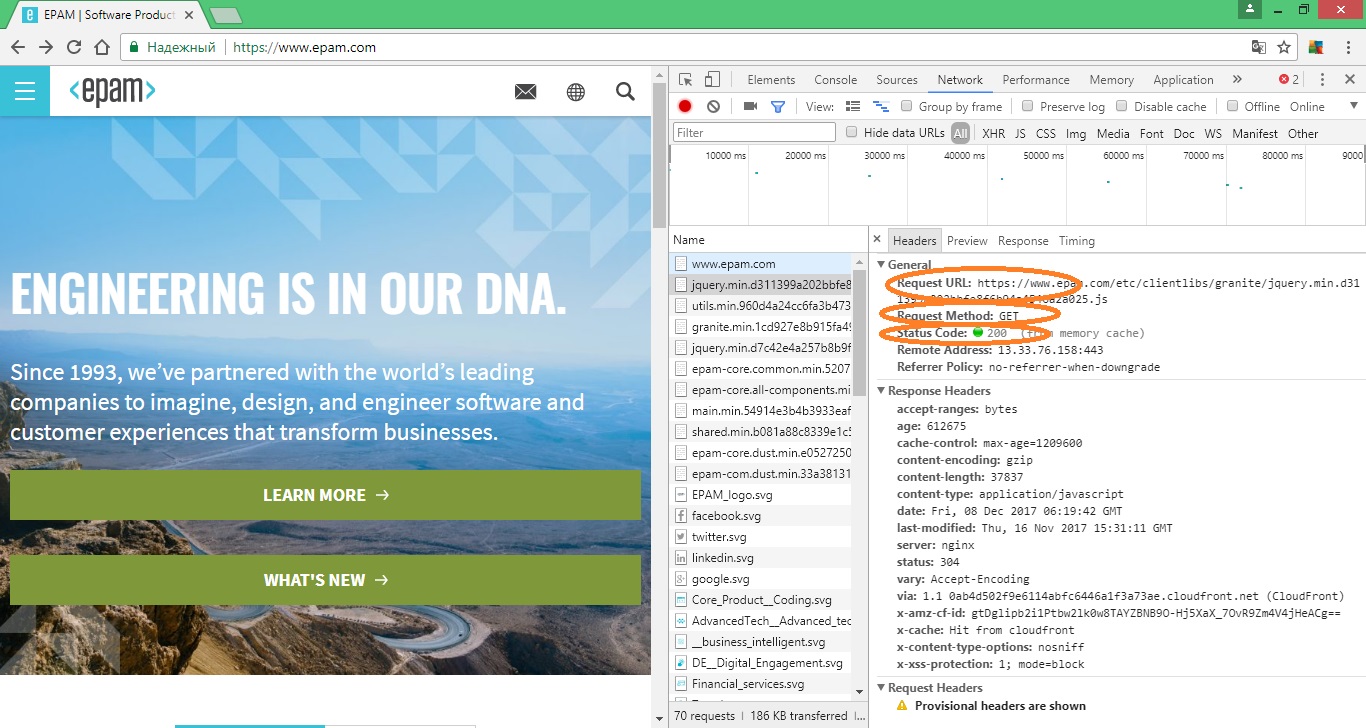 EPAM | Software Product
Надежный
https://www.epam.com
<epam>
ENGINEERING IS IN OUR DNA.
Since 1993, we've partnered with the world's leading
companies to imagine, design, and engineer software and
customer experiences that transform businesses.
LEARN MORE →
WHAT'S NEW →
Elements Console Sources Network Performance Memory Application » 2
View: Group by frame Preserve log Disable cache Offline Online
Filter Hide data URLs All XHR JS CSS Img Media Font Doc WS Manifest Other
10000 ms 20000 ms 30000 ms 40000 ms 50000 ms 60000 ms 70000 ms 80000 ms 9000
Name
www.epam.com
jquery.min.d311399a202bbfe8
utils.min.960d4a24cc6fa3b473
granite.min.1cd927e8b915fa49
jquery.min.d7c42e4a257b8b9f
epam-core.common.min.5207
epam-core.all-components.mi
main.min.54914e3b4b3933eaf
shared.min.b081a88c8339e1c5
epam-com.dust.min.e0527250
epam-com.dust.min.33a38131
EPAM_logo.svg
facebook.svg
twitter.svg
linkedin.svg
google.svg
Core_Product__Coding.svg
AdvancedTech__Advanced_tec
__business_intelligent.svg
DE__Digital_Engagement.svg
Financial_services.svg
70 requests | 186 KB transferred |...
Headers Preview Response Timing
General
Request URL: https://www.epam.com/etc/clientlibs/granite/jquery.min.d31
Request Method: GET
Status Code: 200 (from memory cache)
Remote Address: 13.33.76.158:443
Referrer Policy: no-referrer-when-downgrade
Response Headers
accept-ranges: bytes
age: 612675
cache-control: max-age=1209600
content-encoding: gzip
content-length: 37837
content-type: application/javascript
date: Fri, 08 Dec 2017 06:19:42 GMT
last-modified: Thu, 16 Nov 2017 15:31:11 GMT
server: nginx
status: 304
vary: Accept-Encoding
via: 1.1 0ab4d502f9e6114abfc6446a1f3a73ae.cloudfront.net (CloudFront)
x-amz-cf-id: gtDglipb2i1Ptbw2lk0w8TAYZBNB9O-Hj5XaX_7OvR9Zm4V4jHeACg==
x-cache: Hit from cloudfront
x-content-type-options: nosniff
x-xss-protection: 1; mode=block
Request Headers
Provisional headers are shown